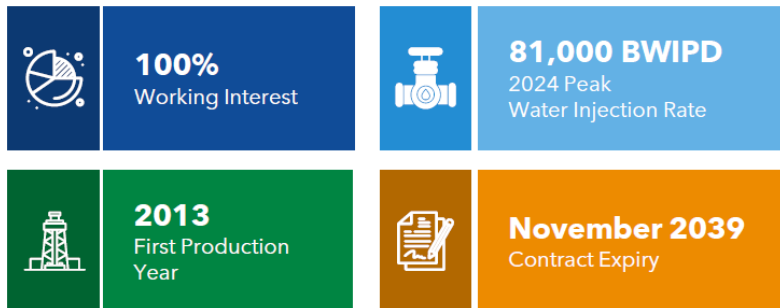 100%
Working Interest
81,000 BWIPD
2024 Peak
Water Injection Rate
2013
First Production
Year
November 2039
Contract Expiry